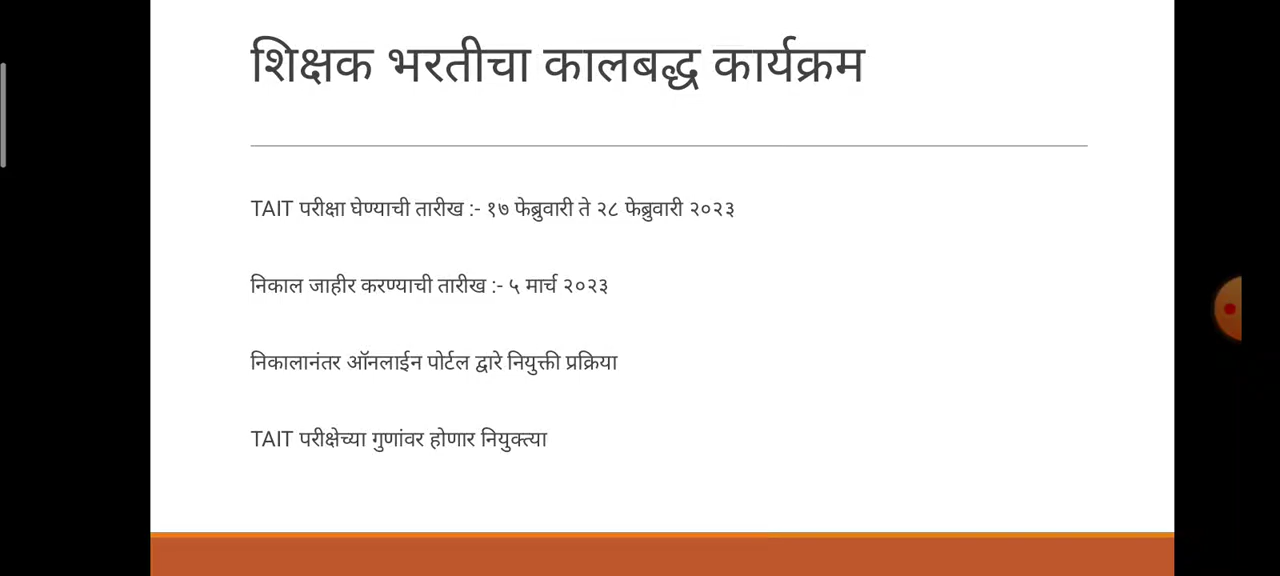 शिक्षक भरतीचा कालबद्ध कार्यक्रम
TAIT परीक्षा घेण्याची तारीख :- १७ फेब्रुवारी ते २८ फेब्रुवारी २०२३
निकाल जाहीर करण्याची तारीख :- ५ मार्च २०२३
निकालानंतर ऑनलाईन पोर्टल द्वारे नियुक्ती प्रक्रिया
TAIT परीक्षेच्या गुणांवर होणार नियुक्त्या